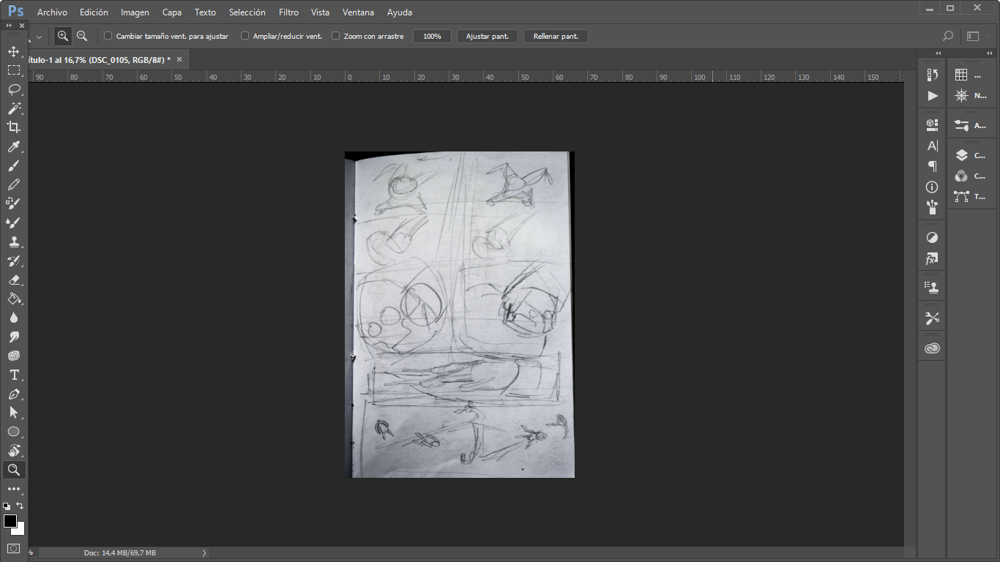 Ps Archivo Edición Imagen Capa Texto Selección Filtro Vista Ventana Ayuda
Cambiar tamaño vent. para ajustar Ampliar/reducir vent. Zoom con arrastre 100% Ajustar pant. Rellenar pant.
ítulo-1 al 16,7% (DSC_0105, RGB/8#) * ×
90 80 70 60 50 40 30 20 10 0 10 20 30 40 50 60 70 80 90 100 110 120 130 140 150
...
N...
A...
C...
C...
T...
% Doc: 14,4 MB/69,7 MB